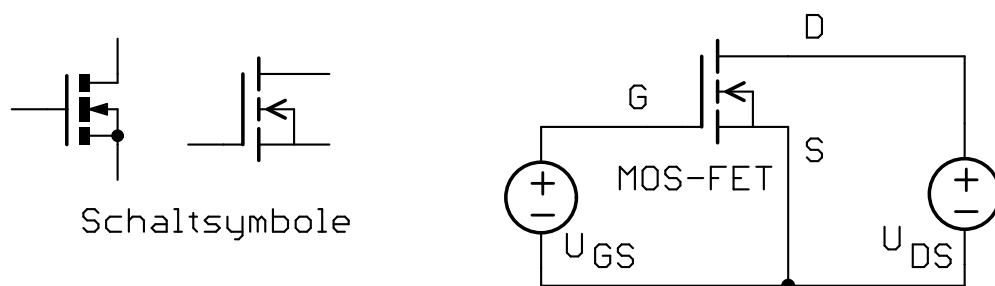 D
G
S
MOS-FET
Schaltsymbole
+
−
U GS
+
−
U DS